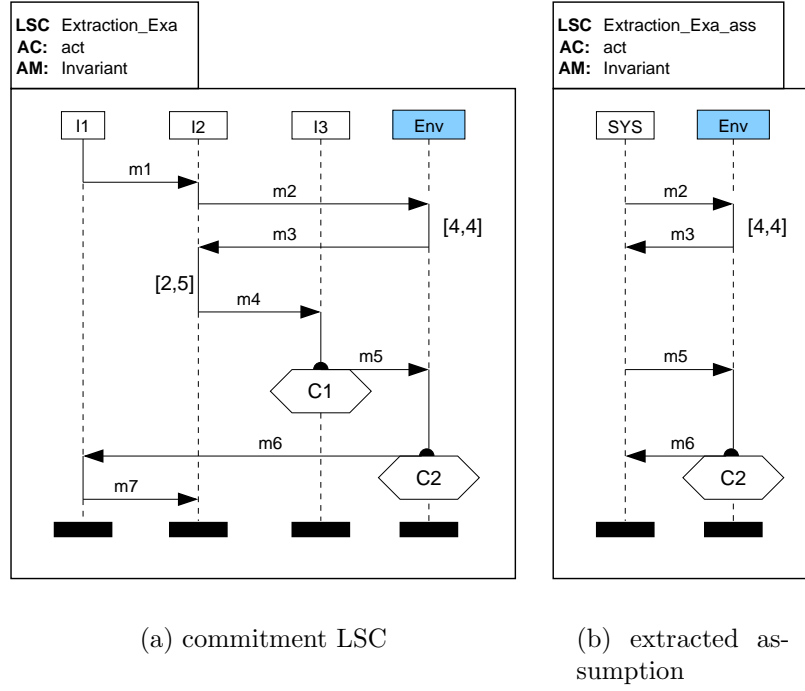 LSC Extraction_Exa
AC: act
AM: Invariant
I1 I2 I3 Env
m1
m2
m3
[4,4]
[2,5]
m4
m5
C1
m6
C2
m7
(a) commitment LSC
LSC Extraction_Exa_ass
AC: act
AM: Invariant
SYS Env
m2
m3
[4,4]
m5
m6
C2
(b) extracted as-
sumption